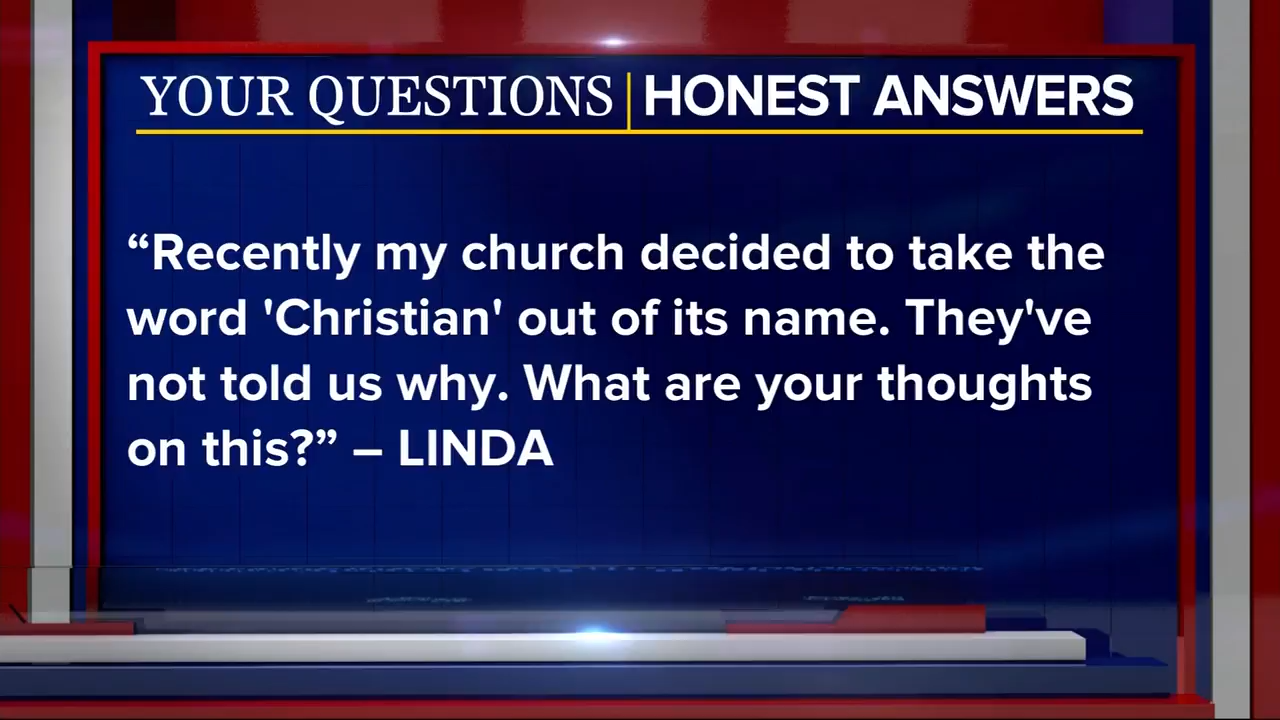 YOUR QUESTIONS | HONEST ANSWERS
“Recently my church decided to take the
word 'Christian' out of its name. They've
not told us why. What are your thoughts
on this?” – LINDA